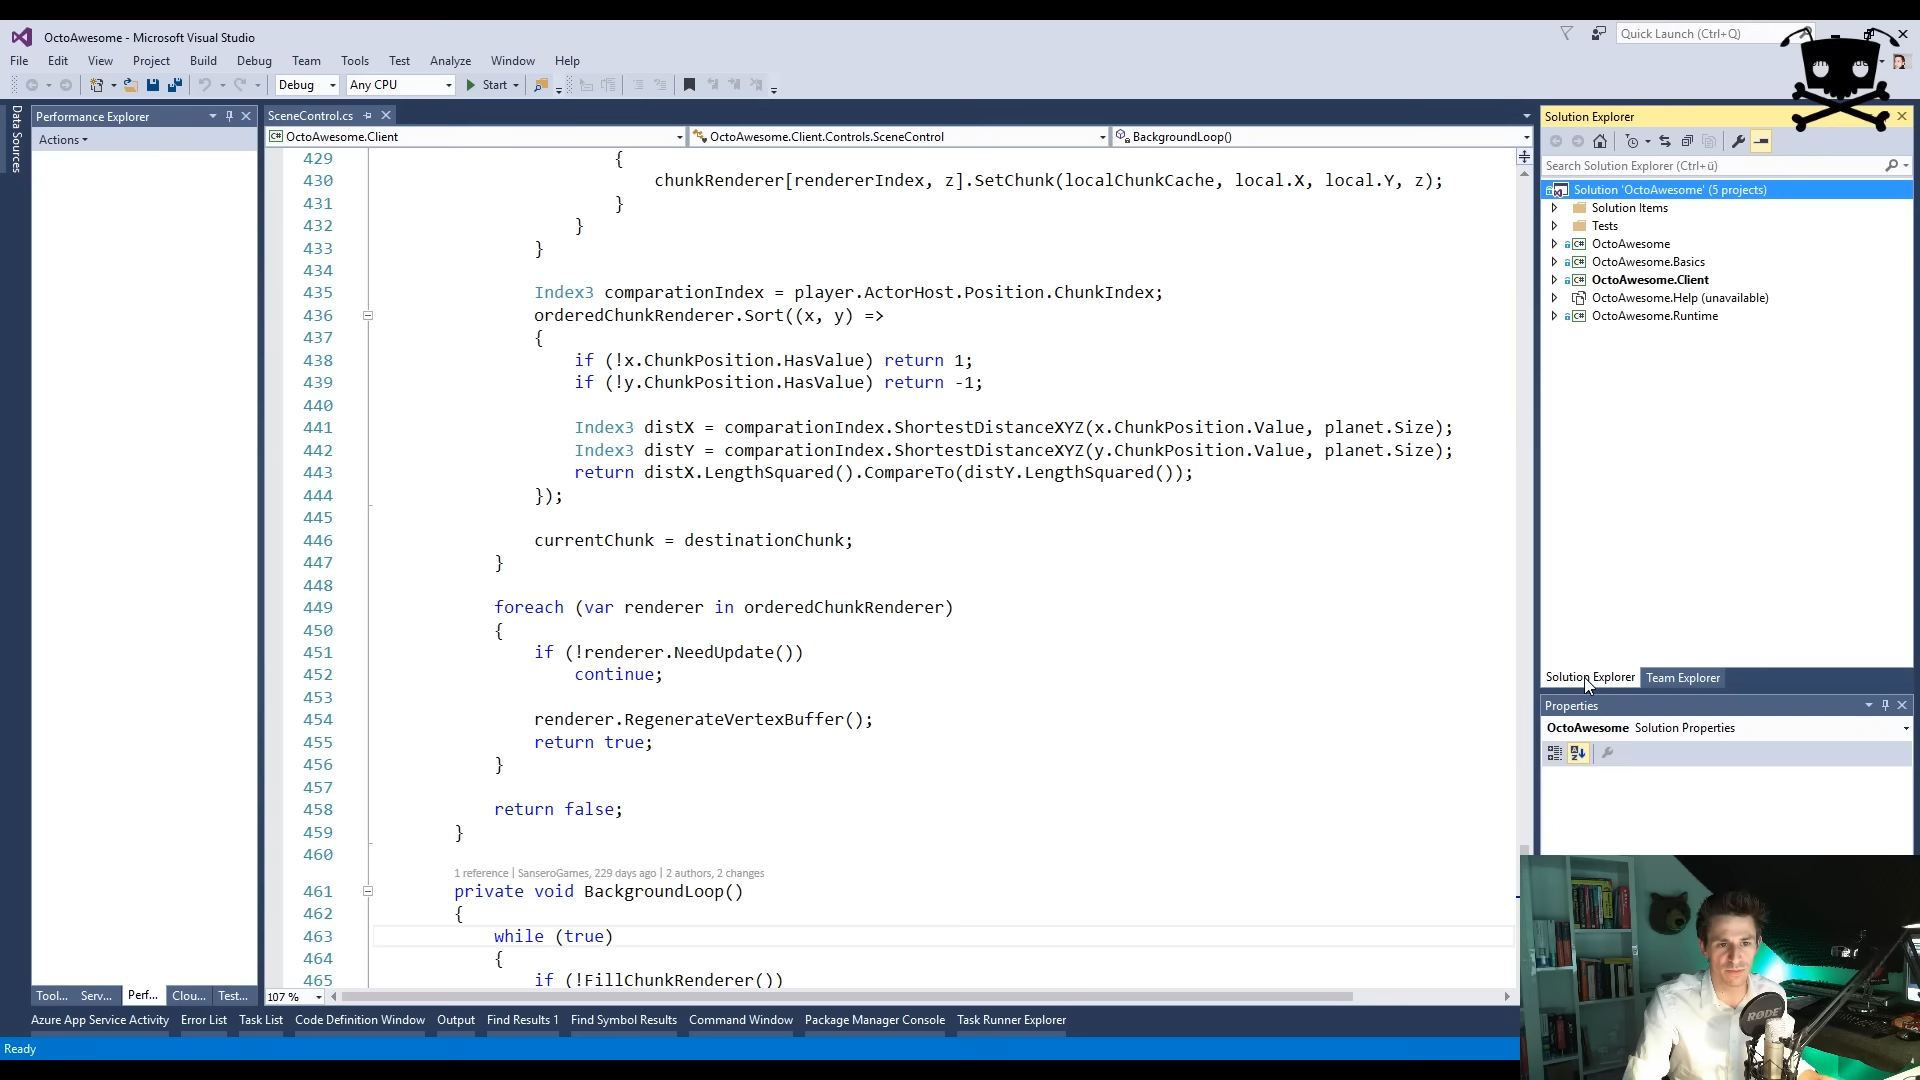 OctoAwesome - Microsoft Visual Studio
Quick Launch (Ctrl+Q)
File Edit View Project Build Debug Team Tools Test Analyze Window Help
Debug Any CPU Start
Data Sources
Performance Explorer
Actions
SceneControl.cs
OctoAwesome.Client
OctoAwesome.Client.Controls.SceneControl
BackgroundLoop()
429 {
430 chunkRenderer[rendererIndex, z].SetChunk(localChunkCache, local.X, local.Y, z);
431 }
432 }
433 }
434
435 Index3 comparationIndex = player.ActorHost.Position.ChunkIndex;
436 orderedChunkRenderer.Sort((x, y) =>
437 {
438 if (!x.ChunkPosition.HasValue) return 1;
439 if (!y.ChunkPosition.HasValue) return -1;
440
441 Index3 distX = comparationIndex.ShortestDistanceXYZ(x.ChunkPosition.Value, planet.Size);
442 Index3 distY = comparationIndex.ShortestDistanceXYZ(y.ChunkPosition.Value, planet.Size);
443 return distX.LengthSquared().CompareTo(distY.LengthSquared());
444 });
445
446 currentChunk = destinationChunk;
447 }
448
449 foreach (var renderer in orderedChunkRenderer)
450 {
451 if (!renderer.NeedUpdate())
452 continue;
453
454 renderer.RegenerateVertexBuffer();
455 return true;
456 }
457
458 return false;
459 }
460
1 reference | SanseroGames, 229 days ago | 2 authors, 2 changes
461 private void BackgroundLoop()
462 {
463 while (true)
464 {
465 if (!FillChunkRenderer())
107 %
Solution Explorer
Search Solution Explorer (Ctrl+ü)
Solution 'OctoAwesome' (5 projects)
Solution Items
Tests
OctoAwesome
OctoAwesome.Basics
OctoAwesome.Client
OctoAwesome.Help (unavailable)
OctoAwesome.Runtime
Solution Explorer Team Explorer
Properties
OctoAwesome Solution Properties
Tool... Serv... Perf... Clou... Test...
Azure App Service Activity Error List Task List Code Definition Window Output Find Results 1 Find Symbol Results Command Window Package Manager Console Task Runner Explorer
Ready
RØDE